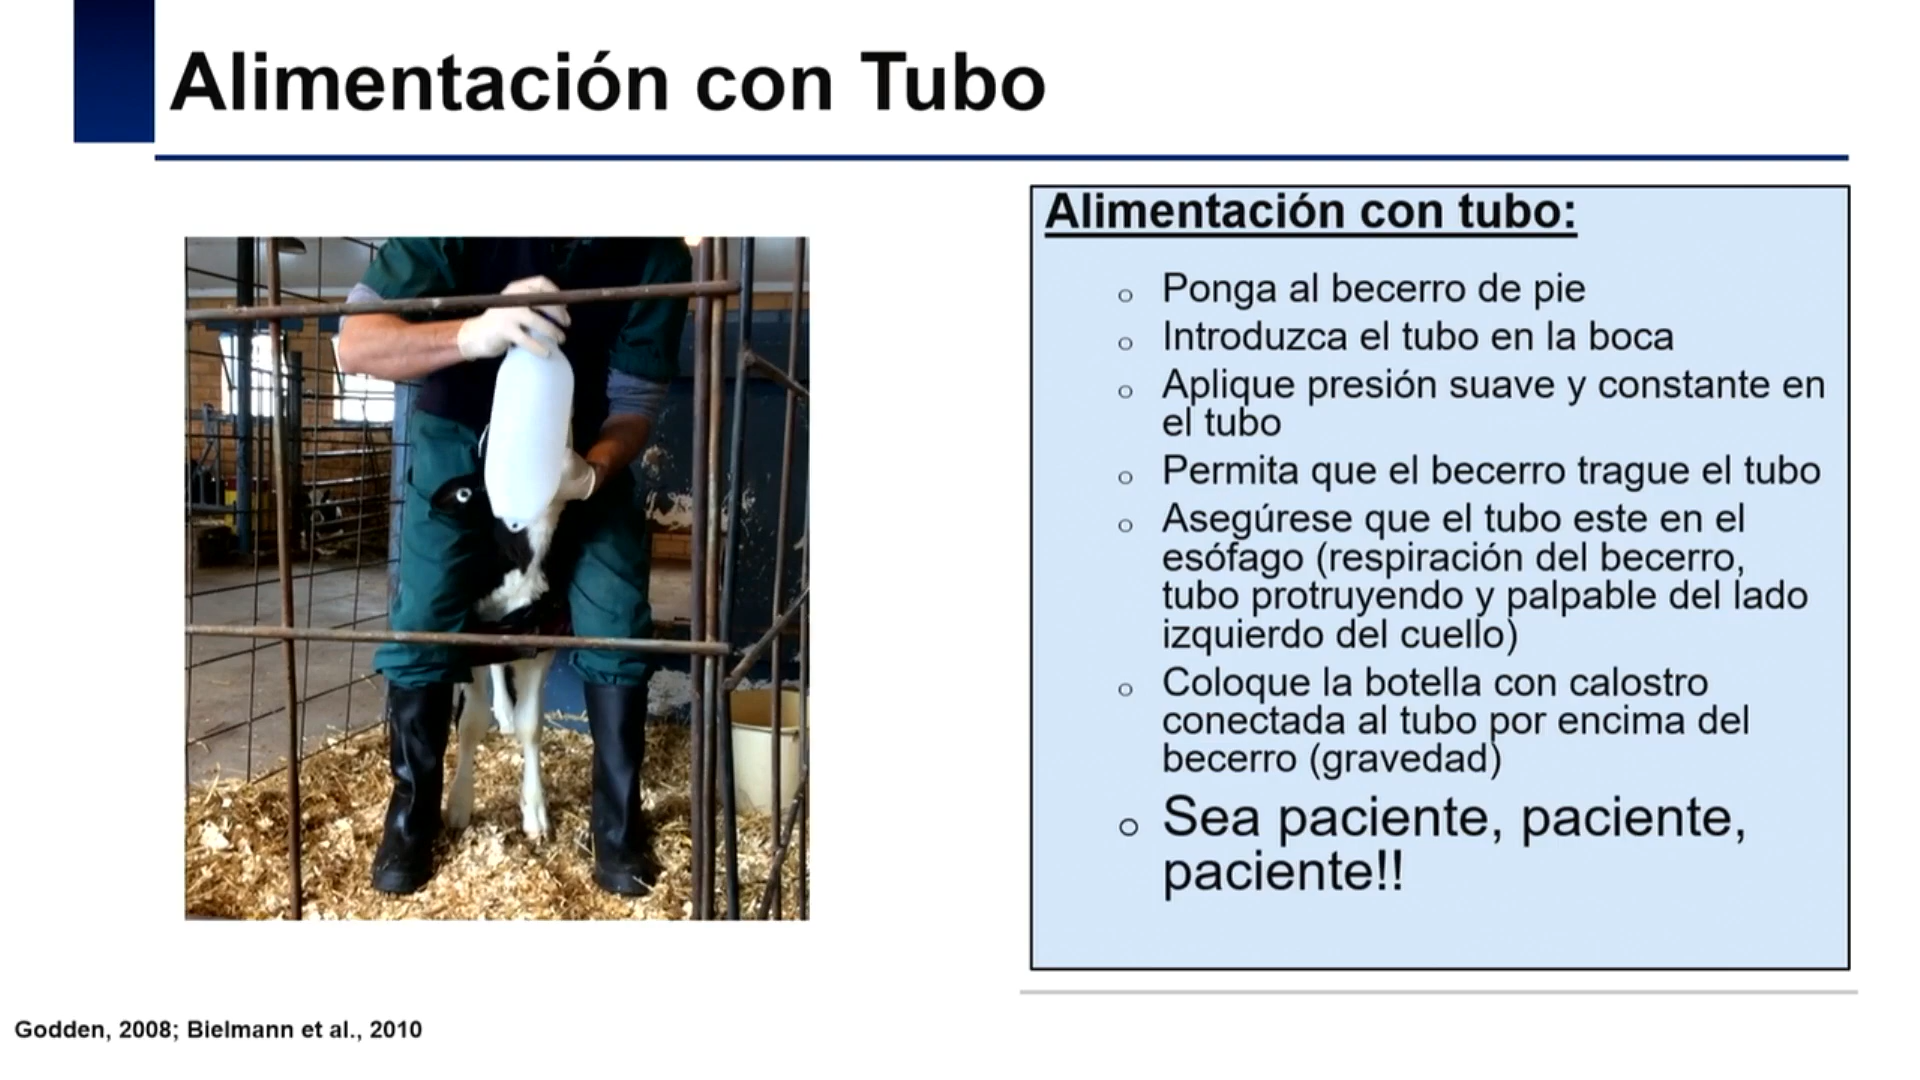 Alimentación con Tubo
Alimentación con tubo:
o Ponga al becerro de pie
o Introduzca el tubo en la boca
o Aplique presión suave y constante en
el tubo
o Permita que el becerro trague el tubo
o Asegúrese que el tubo este en el
esófago (respiración del becerro,
tubo protruyendo y palpable del lado
izquierdo del cuello)
o Coloque la botella con calostro
conectada al tubo por encima del
becerro (gravedad)
o Sea paciente, paciente,
paciente!!
Godden, 2008; Bielmann et al., 2010